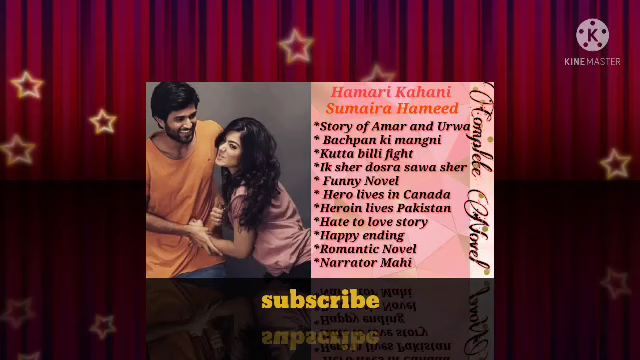 KINEMASTER
Hamari Kahani
Sumaira Hameed
*Story of Amar and Urwa
* Bachpan ki mangni
*Kutta billi fight
*Ik sher dosra sawa sher
* Funny Novel
* Hero lives in Canada
*Heroin lives Pakistan
*Hate to love story
*Happy ending
*Romantic Novel
*Narrator Mahi
Complete Novel
subscribe